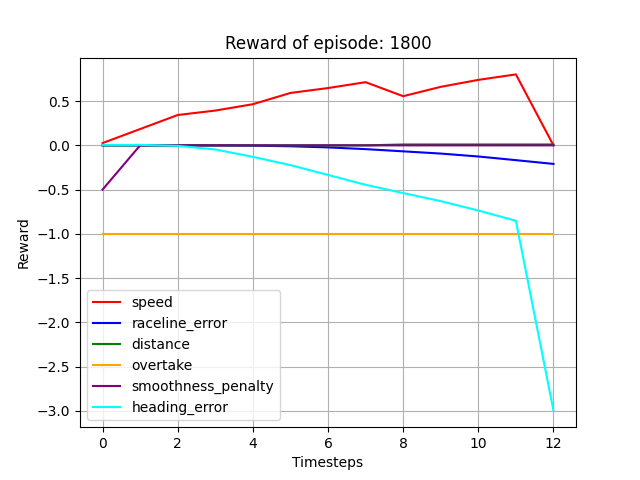 Reward of episode: 1800
Reward
0.5
0.0
−0.5
−1.0
−1.5
−2.0
−2.5
−3.0
speed
raceline_error
distance
overtake
smoothness_penalty
heading_error
0 2 4 6 8 10 12
Timesteps